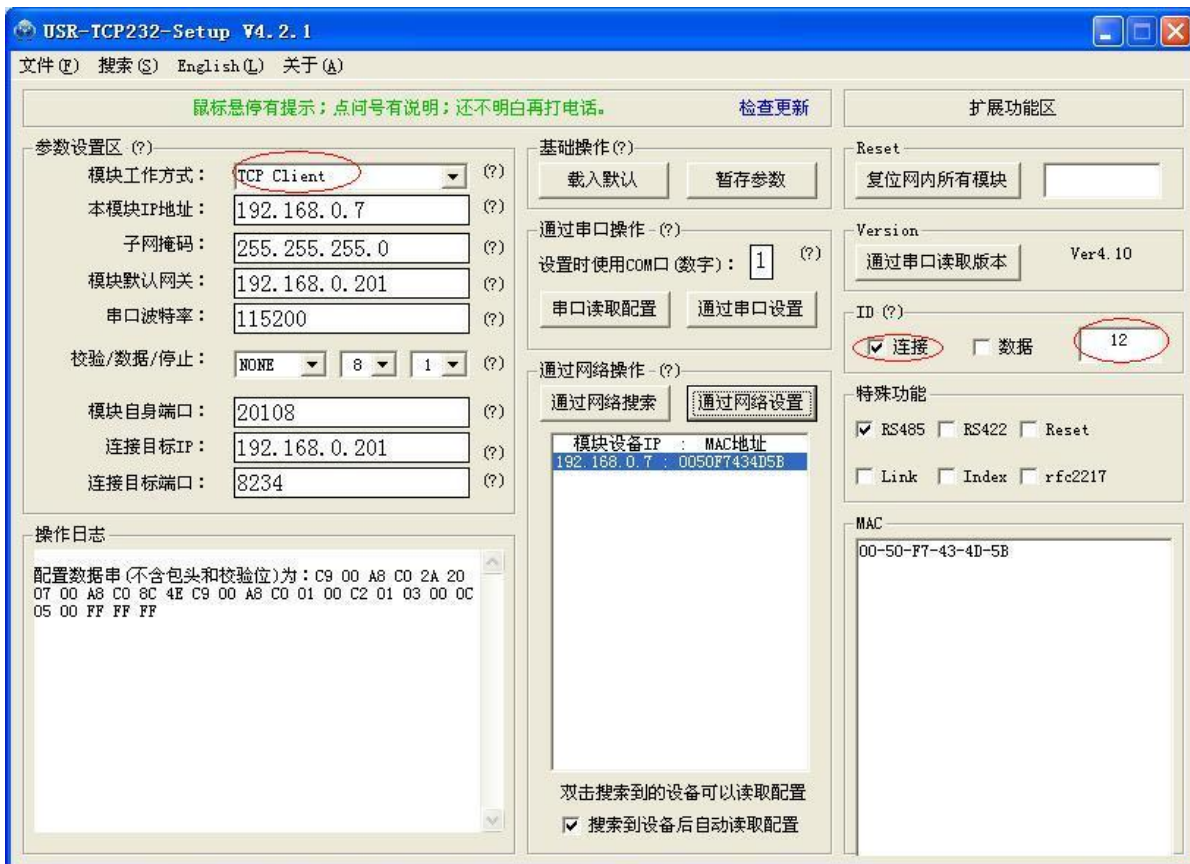 USR-TCP232-Setup V4.2.1
文件(F) 搜索(S) English(L) 关于(A)
鼠标悬停有提示;点问号有说明;还不明白再打电话。 检查更新
扩展功能区
参数设置区 (?)
模块工作方式: TCP Client (?)
本模块IP地址: 192.168.0.7 (?)
子网掩码: 255.255.255.0 (?)
模块默认网关: 192.168.0.201 (?)
串口波特率: 115200 (?)
校验/数据/停止: NONE 8 1 (?)
模块自身端口: 20108 (?)
连接目标IP: 192.168.0.201 (?)
连接目标端口: 8234 (?)
操作日志
配置数据串(不含包头和校验位)为:C9 00 A8 C0 2A 20
07 00 A8 C0 8C 4E C9 00 A8 C0 01 00 C2 01 03 00 0C
05 00 FF FF FF
基础操作(?)
载入默认 暂存参数
通过串口操作 - (?)
设置时使用COM口(数字): 1 (?)
串口读取配置 通过串口设置
通过网络操作 - (?)
通过网络搜索 通过网络设置
模块设备IP : MAC地址
192.168.0.7 : 0050F7434D5B
双击搜索到的设备可以读取配置
搜索到设备后自动读取配置
Reset
复位网内所有模块
Version
通过串口读取版本 Ver4.10
ID (?)
连接 数据 12
特殊功能
RS485 RS422 Reset
Link Index rfc2217
MAC
00-50-F7-43-4D-5B